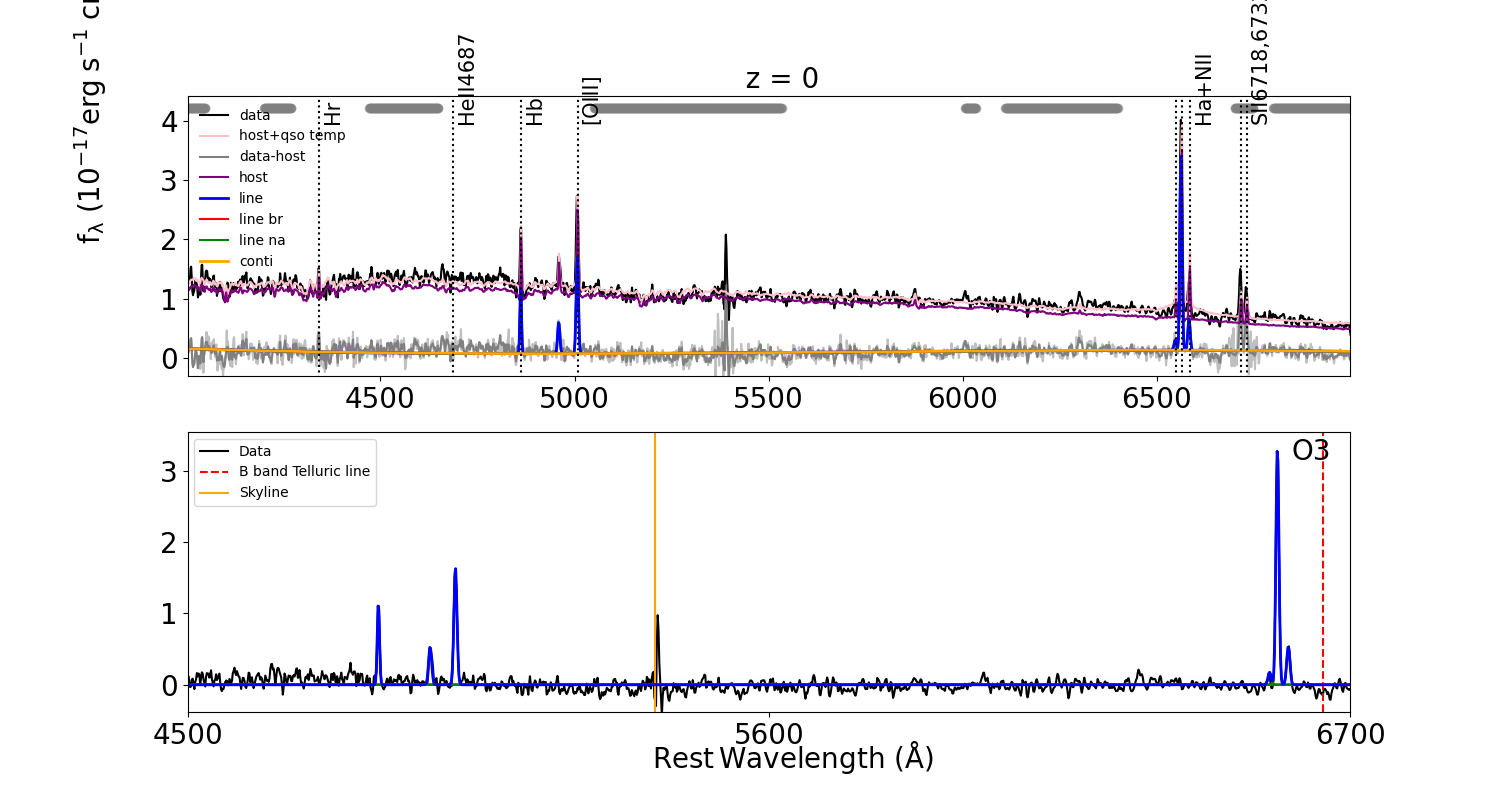 z = 0
f_λ (10^−17 erg s^−1 c
Hr
HeII4687
Hb
[OIII]
Ha+NII
SII6718,673
data
host+qso temp
data-host
host
line
line br
line na
conti
4
3
2
1
0
4500 5000 5500 6000 6500
Data
B band Telluric line
Skyline
O3
3
2
1
0
4500 5600 6700
Rest Wavelength (Å)